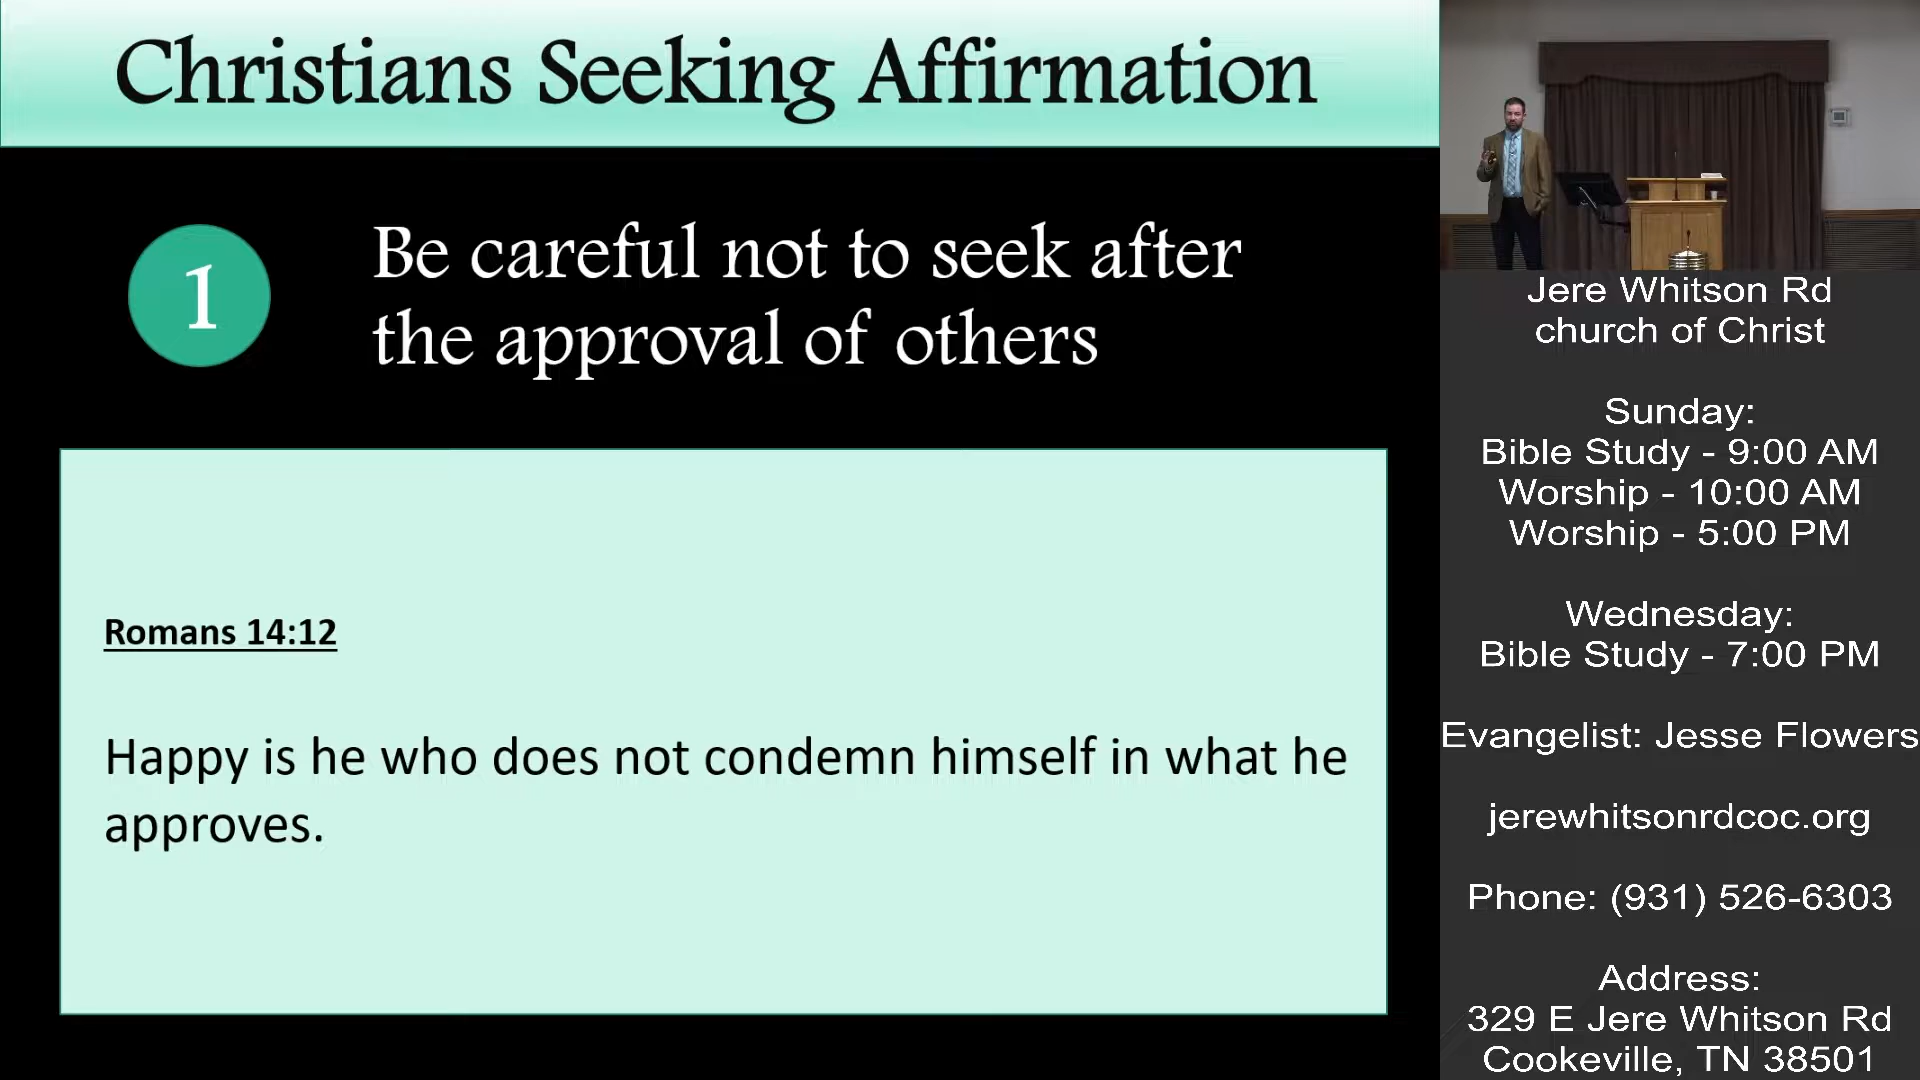 Christians Seeking Affirmation
1
Be careful not to seek after
the approval of others
Romans 14:12
Happy is he who does not condemn himself in what he
approves.
Jere Whitson Rd
church of Christ
Sunday:
Bible Study - 9:00 AM
Worship - 10:00 AM
Worship - 5:00 PM
Wednesday:
Bible Study - 7:00 PM
Evangelist: Jesse Flowers
jerewhitsonrdcoc.org
Phone: (931) 526-6303
Address:
329 E Jere Whitson Rd
Cookeville, TN 38501